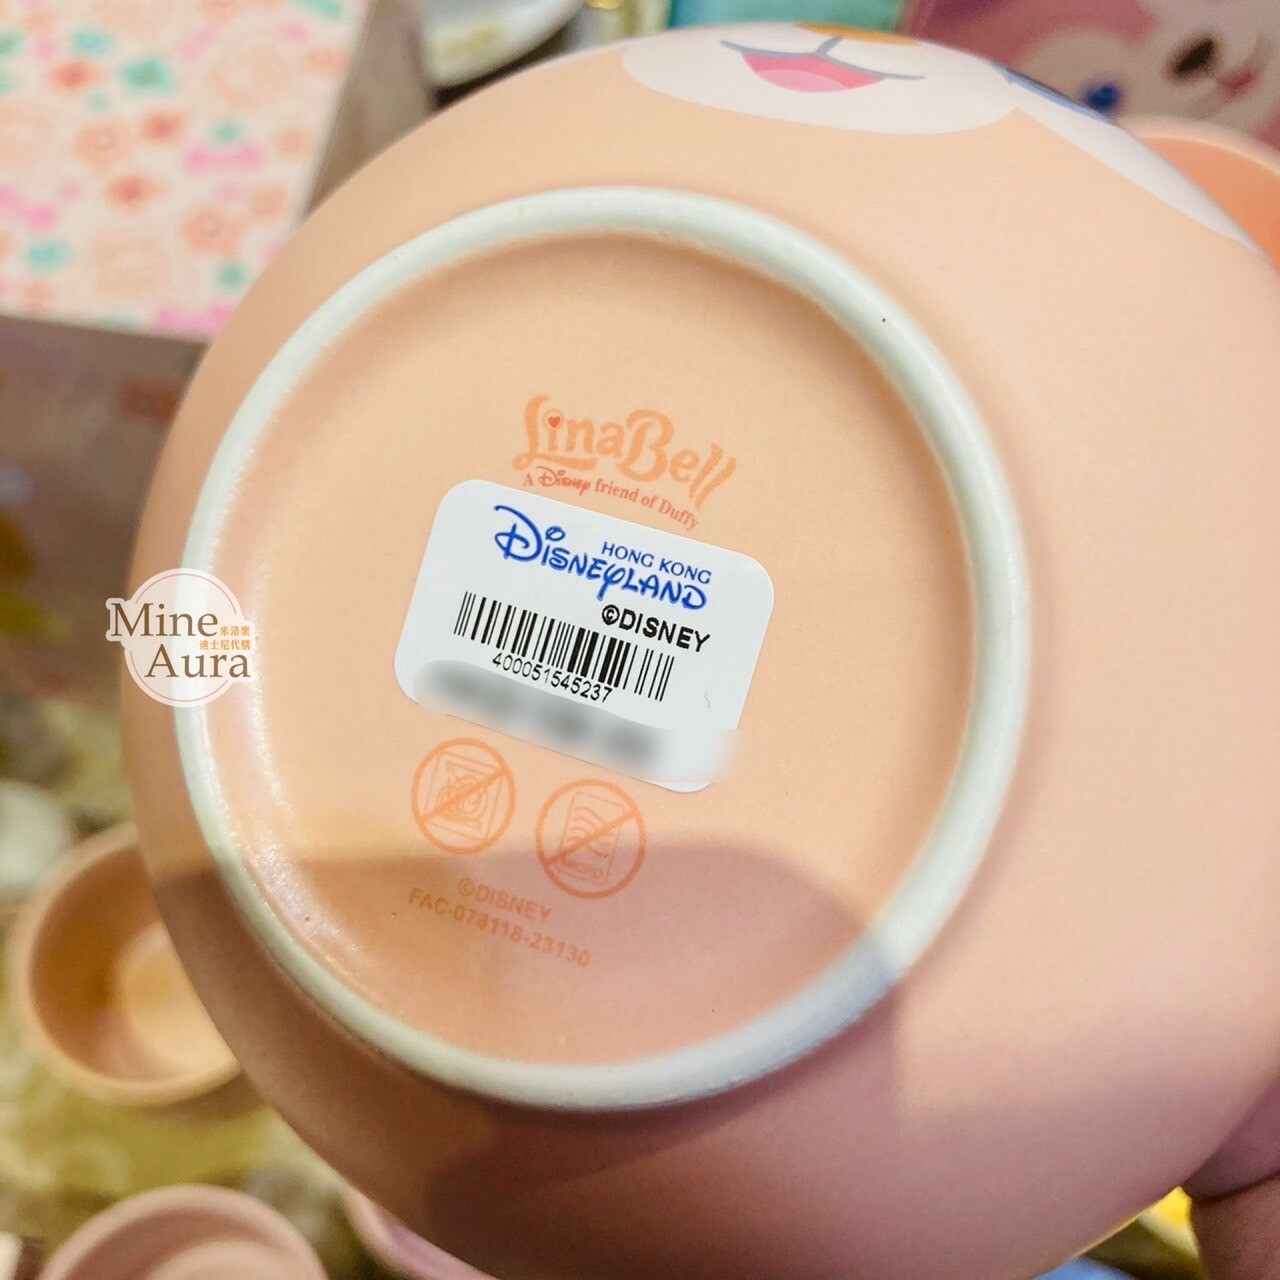 LinaBell
A Disney friend of Duffy
HONG KONG
DISNEYLAND
©DISNEY
400051545237
Mine
米洛樂
迪士尼代購
Aura
MICRO
©DISNEY
FAC-078118-23130